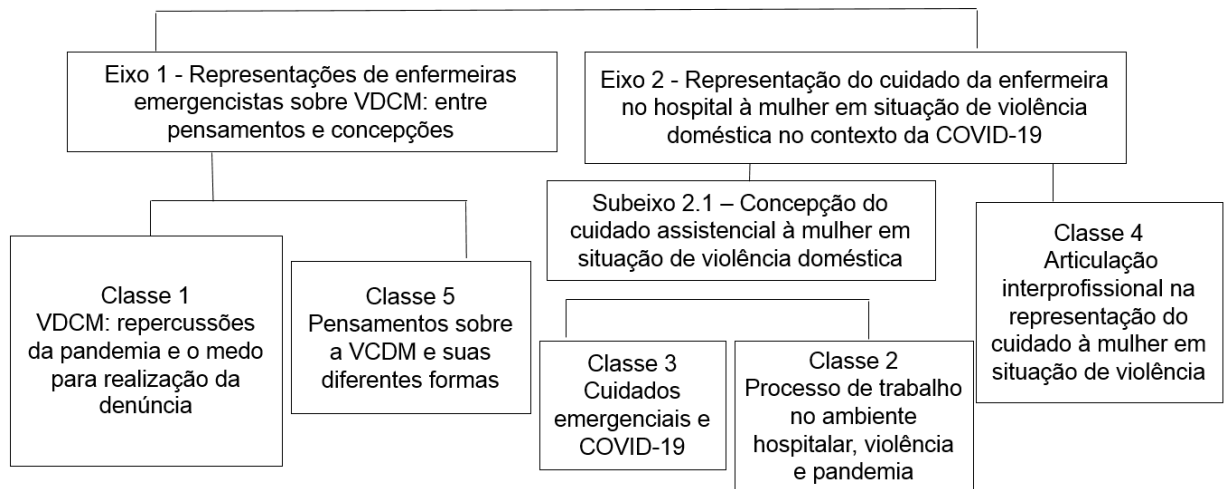 Eixo 1 - Representações de enfermeiras
emergencistas sobre VDCM: entre
pensamentos e concepções
Eixo 2 - Representação do cuidado da enfermeira
no hospital à mulher em situação de violência
doméstica no contexto da COVID-19
Subeixo 2.1 – Concepção do
cuidado assistencial à mulher em
situação de violência doméstica
Classe 1
VDCM: repercussões
da pandemia e o medo
para realização da
denúncia
Classe 5
Pensamentos sobre
a VCDM e suas
diferentes formas
Classe 3
Cuidados
emergenciais e
COVID-19
Classe 2
Processo de trabalho
no ambiente
hospitalar, violência
e pandemia
Classe 4
Articulação
interprofissional na
representação do
cuidado à mulher em
situação de violência